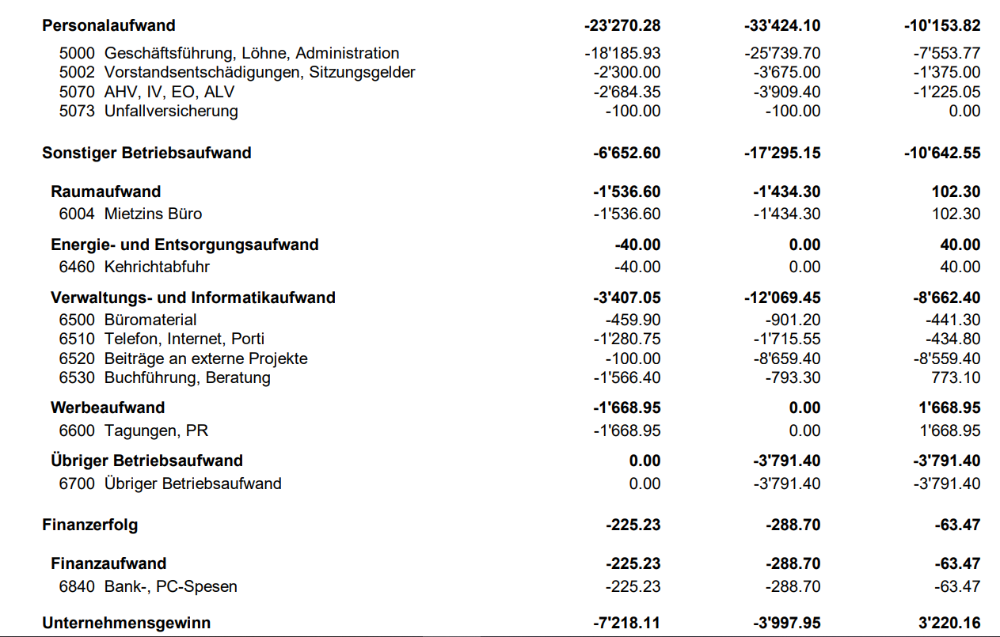 Personalaufwand -23'270.28 -33'424.10 -10'153.82
5000 Geschäftsführung, Löhne, Administration -18'185.93 -25'739.70 -7'553.77
5002 Vorstandsentschädigungen, Sitzungsgelder -2'300.00 -3'675.00 -1'375.00
5070 AHV, IV, EO, ALV -2'684.35 -3'909.40 -1'225.05
5073 Unfallversicherung -100.00 -100.00 0.00
Sonstiger Betriebsaufwand -6'652.60 -17'295.15 -10'642.55
Raumaufwand -1'536.60 -1'434.30 102.30
6004 Mietzins Büro -1'536.60 -1'434.30 102.30
Energie- und Entsorgungsaufwand -40.00 0.00 40.00
6460 Kehrichtabfuhr -40.00 0.00 40.00
Verwaltungs- und Informatikaufwand -3'407.05 -12'069.45 -8'662.40
6500 Büromaterial -459.90 -901.20 -441.30
6510 Telefon, Internet, Porti -1'280.75 -1'715.55 -434.80
6520 Beiträge an externe Projekte -100.00 -8'659.40 -8'559.40
6530 Buchführung, Beratung -1'566.40 -793.30 773.10
Werbeaufwand -1'668.95 0.00 1'668.95
6600 Tagungen, PR -1'668.95 0.00 1'668.95
Übriger Betriebsaufwand 0.00 -3'791.40 -3'791.40
6700 Übriger Betriebsaufwand 0.00 -3'791.40 -3'791.40
Finanzerfolg -225.23 -288.70 -63.47
Finanzaufwand -225.23 -288.70 -63.47
6840 Bank-, PC-Spesen -225.23 -288.70 -63.47
Unternehmensgewinn -7'218.11 -3'997.95 3'220.16